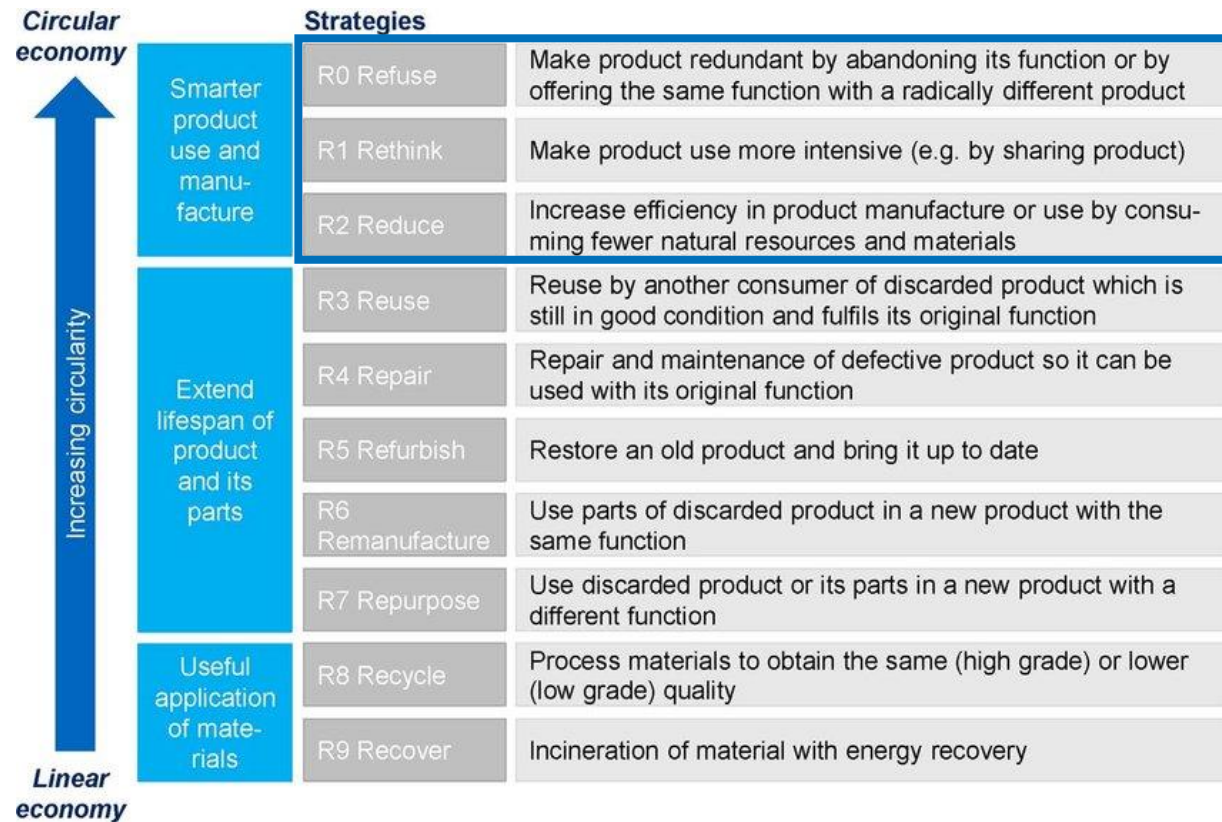 Circular
economy
Strategies
Increasing circularity
Smarter
product
use and
manu-
facture
R0 Refuse
Make product redundant by abandoning its function or by
offering the same function with a radically different product
R1 Rethink
Make product use more intensive (e.g. by sharing product)
R2 Reduce
Increase efficiency in product manufacture or use by consu-
ming fewer natural resources and materials
Extend
lifespan of
product
and its
parts
R3 Reuse
Reuse by another consumer of discarded product which is
still in good condition and fulfils its original function
R4 Repair
Repair and maintenance of defective product so it can be
used with its original function
R5 Refurbish
Restore an old product and bring it up to date
R6
Remanufacture
Use parts of discarded product in a new product with the
same function
R7 Repurpose
Use discarded product or its parts in a new product with a
different function
Useful
application
of mate-
rials
R8 Recycle
Process materials to obtain the same (high grade) or lower
(low grade) quality
R9 Recover
Incineration of material with energy recovery
Linear
economy